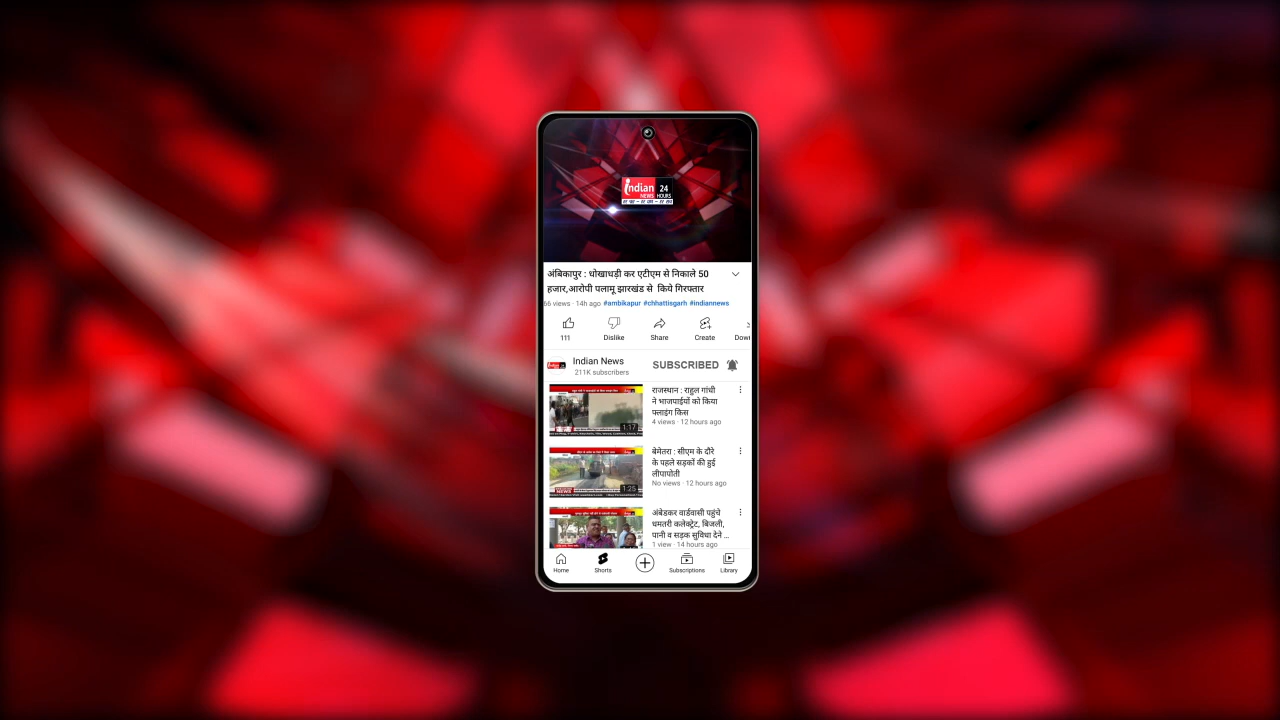 Indian 24
NEWS HOURS
अंबिकापुर : धोखाधड़ी कर एटीएम से निकाले 50
हजार,आरोपी पलामू झारखंड से किये गिरफ्तार
66 views · 14h ago #ambikapur #chhattisgarh #indiannews
111 Dislike Share Create
Indian News
211K subscribers
SUBSCRIBED
राजस्थान : राहुल गांधी
ने भाजपाईयों को किया
फ्लाइंग किस
4 views · 12 hours ago
1:17
बेमेतरा : सीएम के दौरे
के पहले सड़कों की हुई
लीपापोती
No views · 12 hours ago
1:25
अंबेडकर वार्डवासी पहुंचे
धमतरी कलेक्ट्रेट, बिजली,
पानी व सड़क सुविधा देने ...
1 view · 14 hours ago
Home Shorts Subscriptions Library